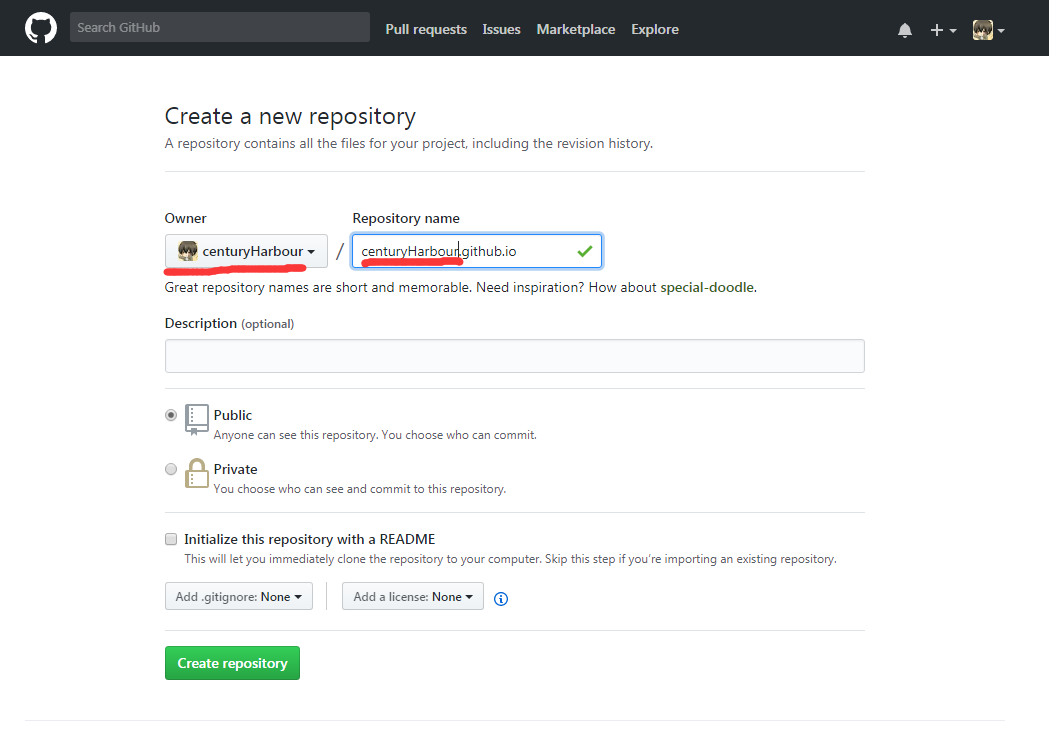 Search GitHub Pull requests Issues Marketplace Explore
Create a new repository
A repository contains all the files for your project, including the revision history.
Owner Repository name
centuryHarbour / centuryHarbour.github.io
Great repository names are short and memorable. Need inspiration? How about special-doodle.
Description (optional)
Public
Anyone can see this repository. You choose who can commit.
Private
You choose who can see and commit to this repository.
Initialize this repository with a README
This will let you immediately clone the repository to your computer. Skip this step if you're importing an existing repository.
Add .gitignore: None Add a license: None
Create repository